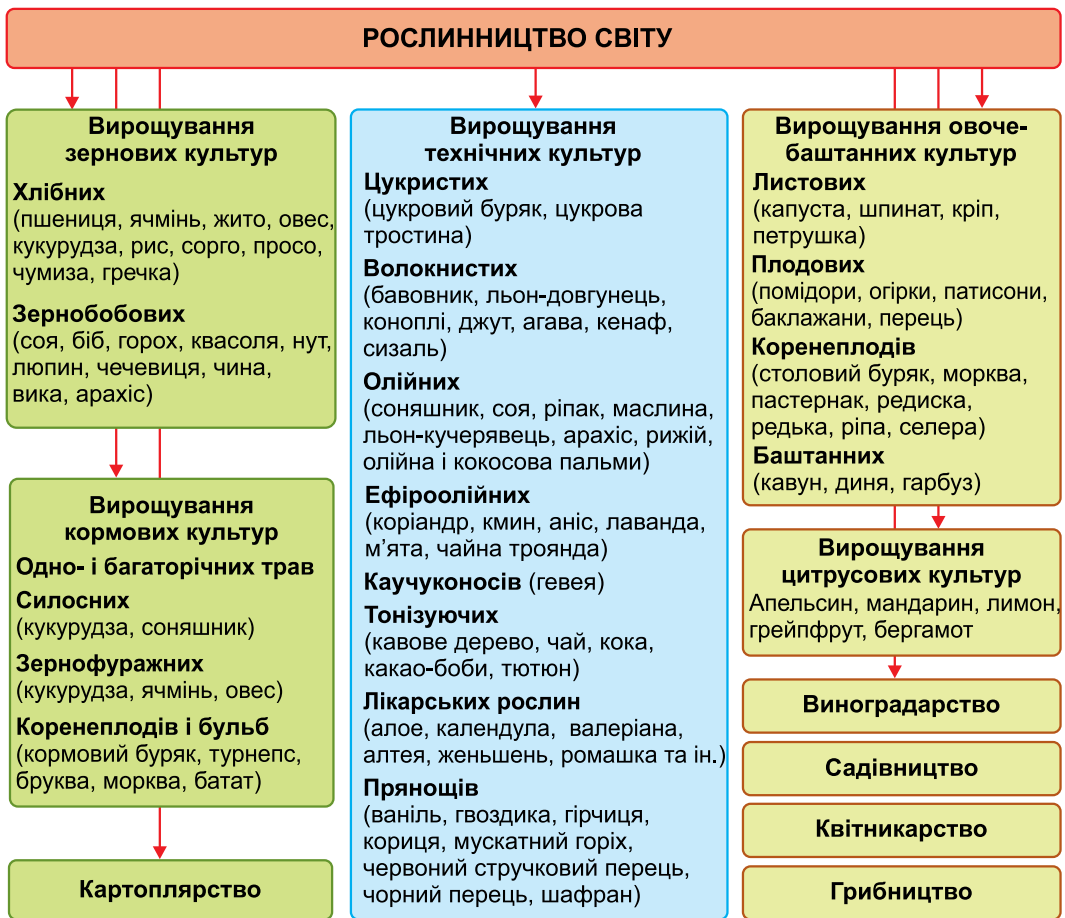 РОСЛИННИЦТВО СВІТУ
Вирощування
зернових культур
Хлібних
(пшениця, ячмінь, жито, овес,
кукурудза, рис, сорго, просо,
чумиза, гречка)
Зернобобових
(соя, біб, горох, квасоля, нут,
люпин, чечевиця, чина,
вика, арахіс)
Вирощування
кормових культур
Одно- і багаторічних трав
Силосних
(кукурудза, соняшник)
Зернофуражних
(кукурудза, ячмінь, овес)
Коренеплодів і бульб
(кормовий буряк, турнепс,
бруква, морква, батат)
Картоплярство
Вирощування
технічних культур
Цукристих
(цукровий буряк, цукрова
тростина)
Волокнистих
(бавовник, льон-довгунець,
коноплі, джут, агава, кенаф,
сизаль)
Олійних
(соняшник, соя, ріпак, маслина,
льон-кучерявець, арахіс, рижій,
олійна і кокосова пальми)
Ефіроолійних
(коріандр, кмин, аніс, лаванда,
м’ята, чайна троянда)
Каучуконосів (гевея)
Тонізуючих
(кавове дерево, чай, кока,
какао-боби, тютюн)
Лікарських рослин
(алое, календула, валеріана,
алтея, женьшень, ромашка та ін.)
Прянощів
(ваніль, гвоздика, гірчиця,
кориця, мускатний горіх,
червоний стручковий перець,
чорний перець, шафран)
Вирощування овоче-
баштанних культур
Листових
(капуста, шпинат, кріп,
петрушка)
Плодових
(помідори, огірки, патисони,
баклажани, перець)
Коренеплодів
(столовий буряк, морква,
пастернак, редиска,
редька, ріпа, селера)
Баштанних
(кавун, диня, гарбуз)
Вирощування
цитрусових культур
Апельсин, мандарин, лимон,
грейпфрут, бергамот
Виноградарство
Садівництво
Квітникарство
Грибництво